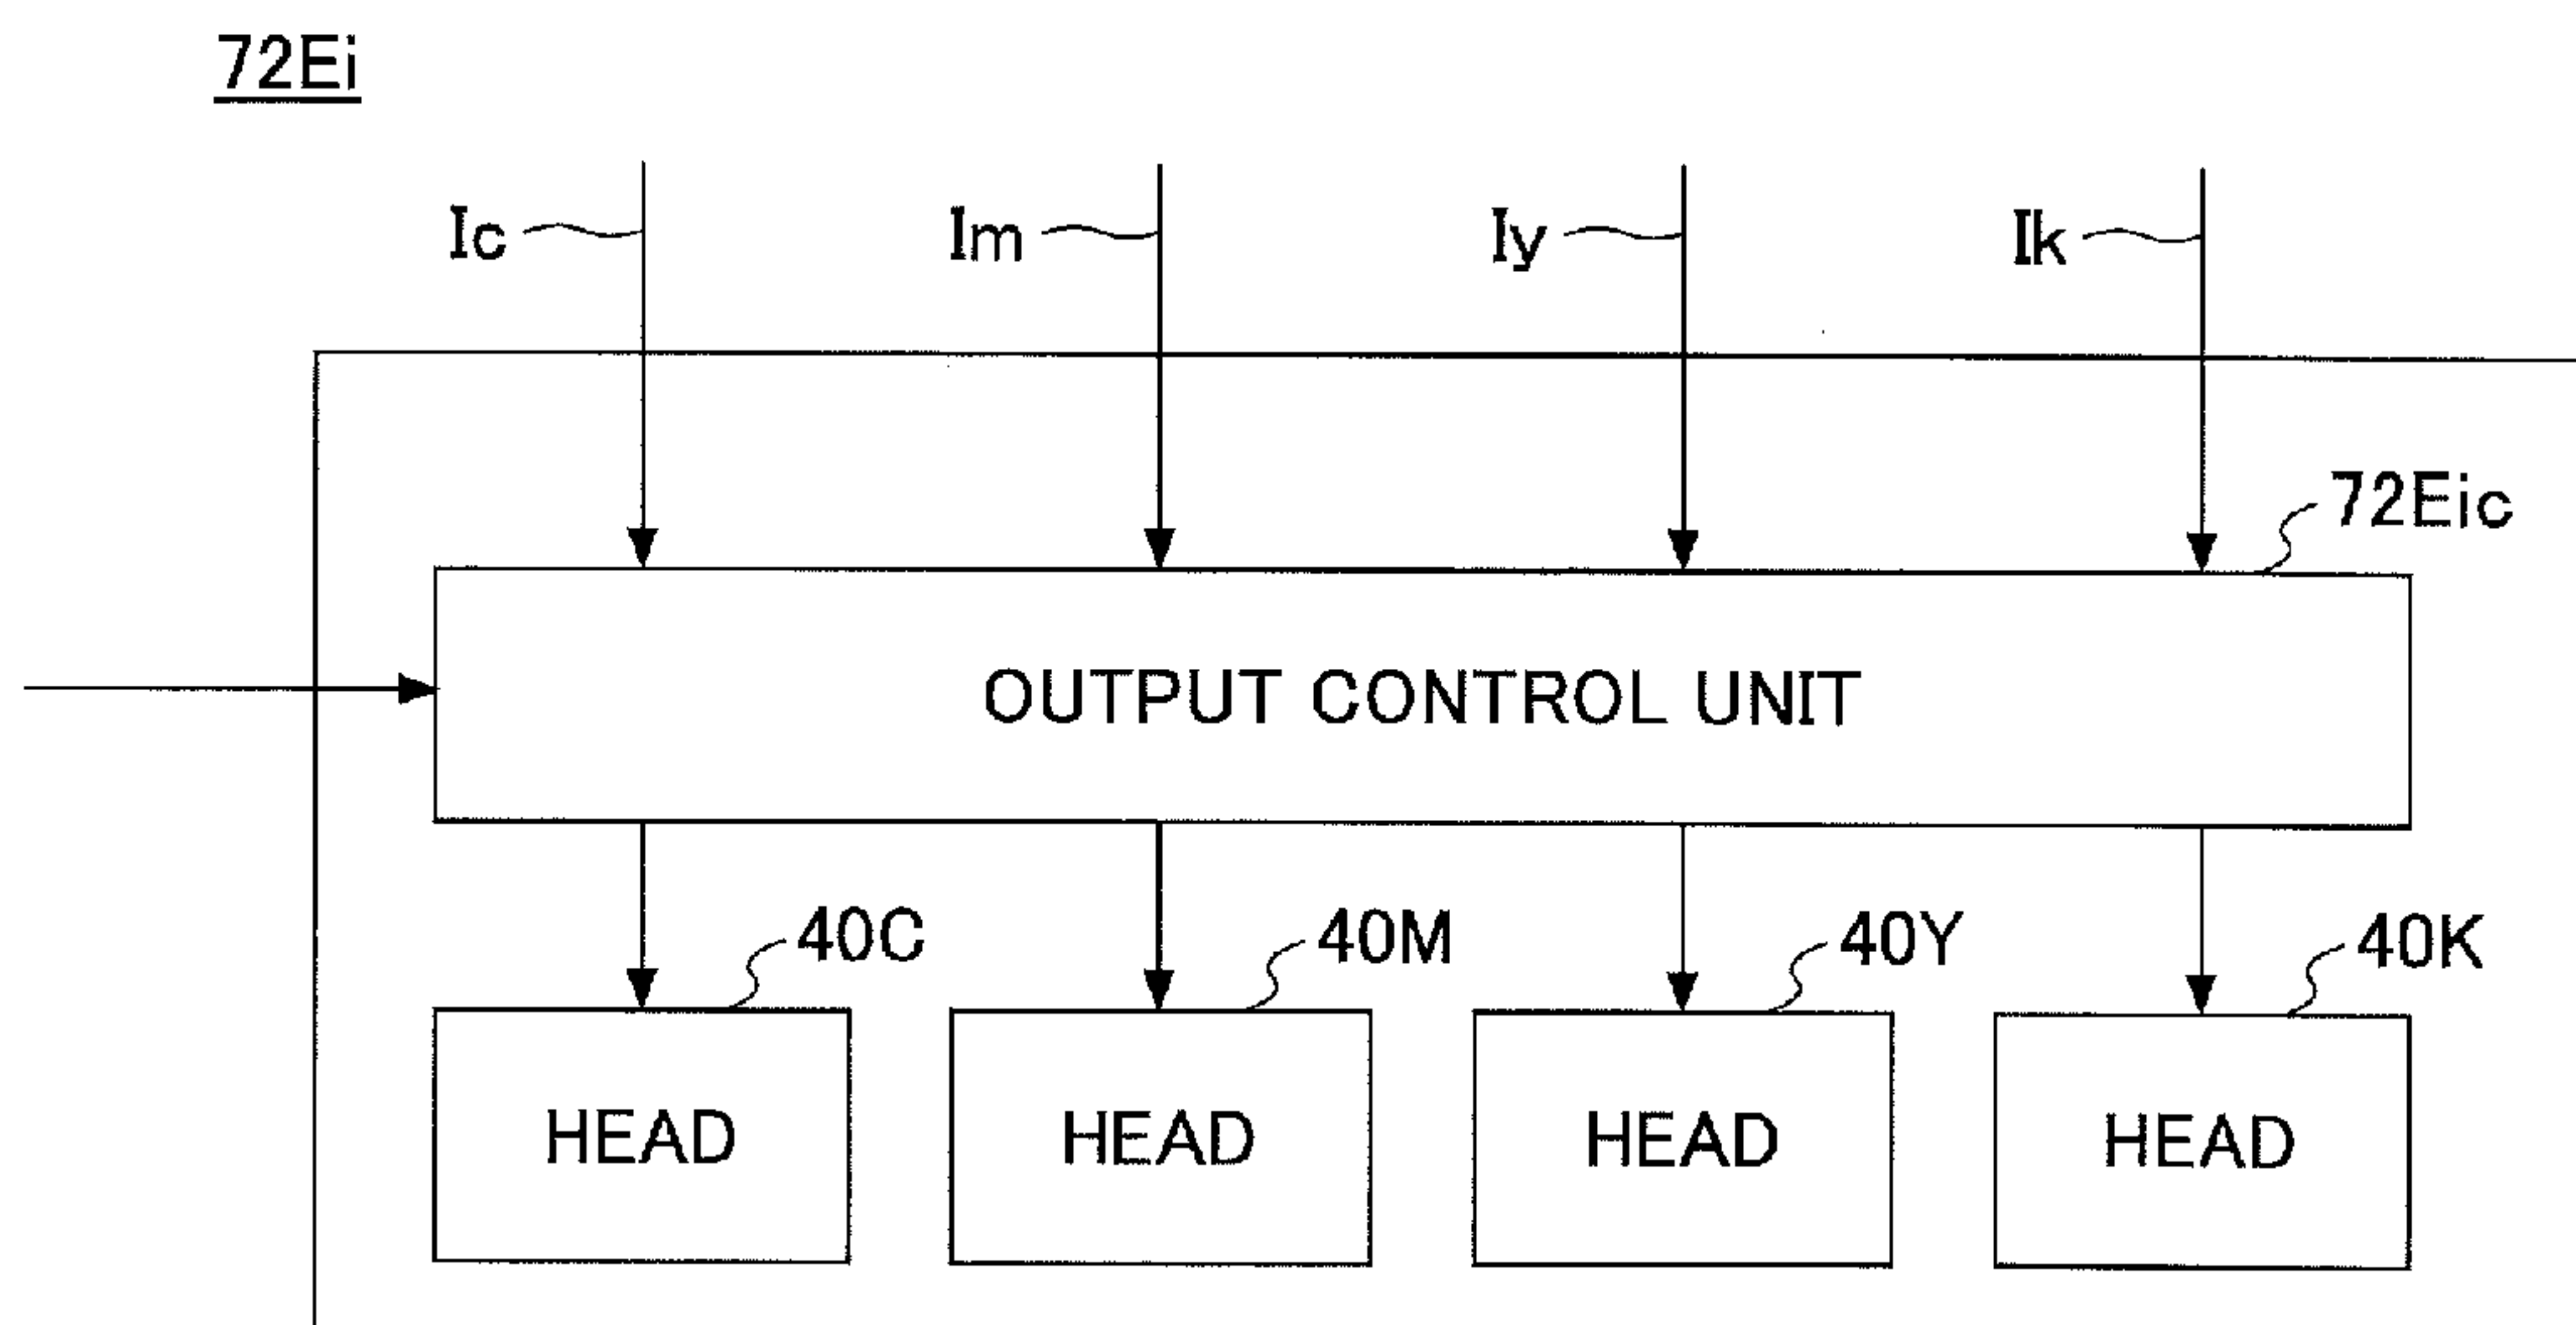 72Ei
Ic Im Iy Ik
72Eic
OUTPUT CONTROL UNIT
40C 40M 40Y 40K
HEAD HEAD HEAD HEAD